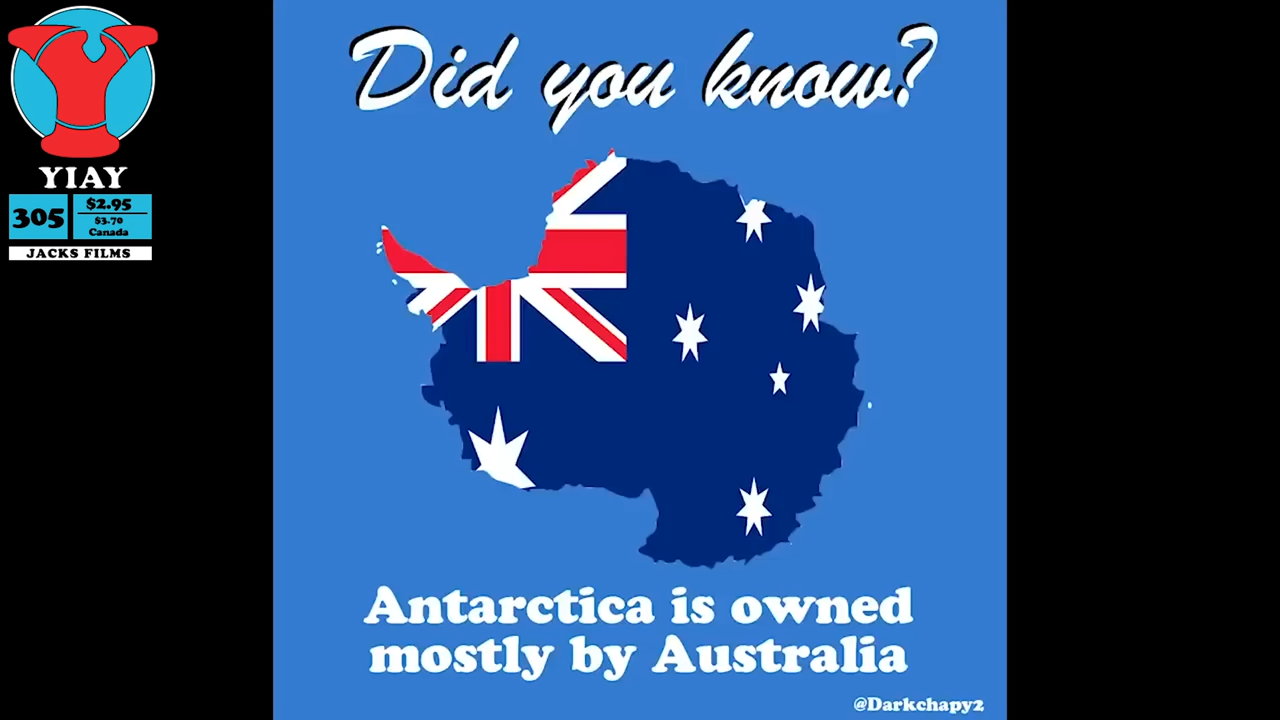 YIAY
305
$2.95
$3.70
Canada
JACKS FILMS
Did you know?
Antarctica is owned
mostly by Australia
@Darkchapy2